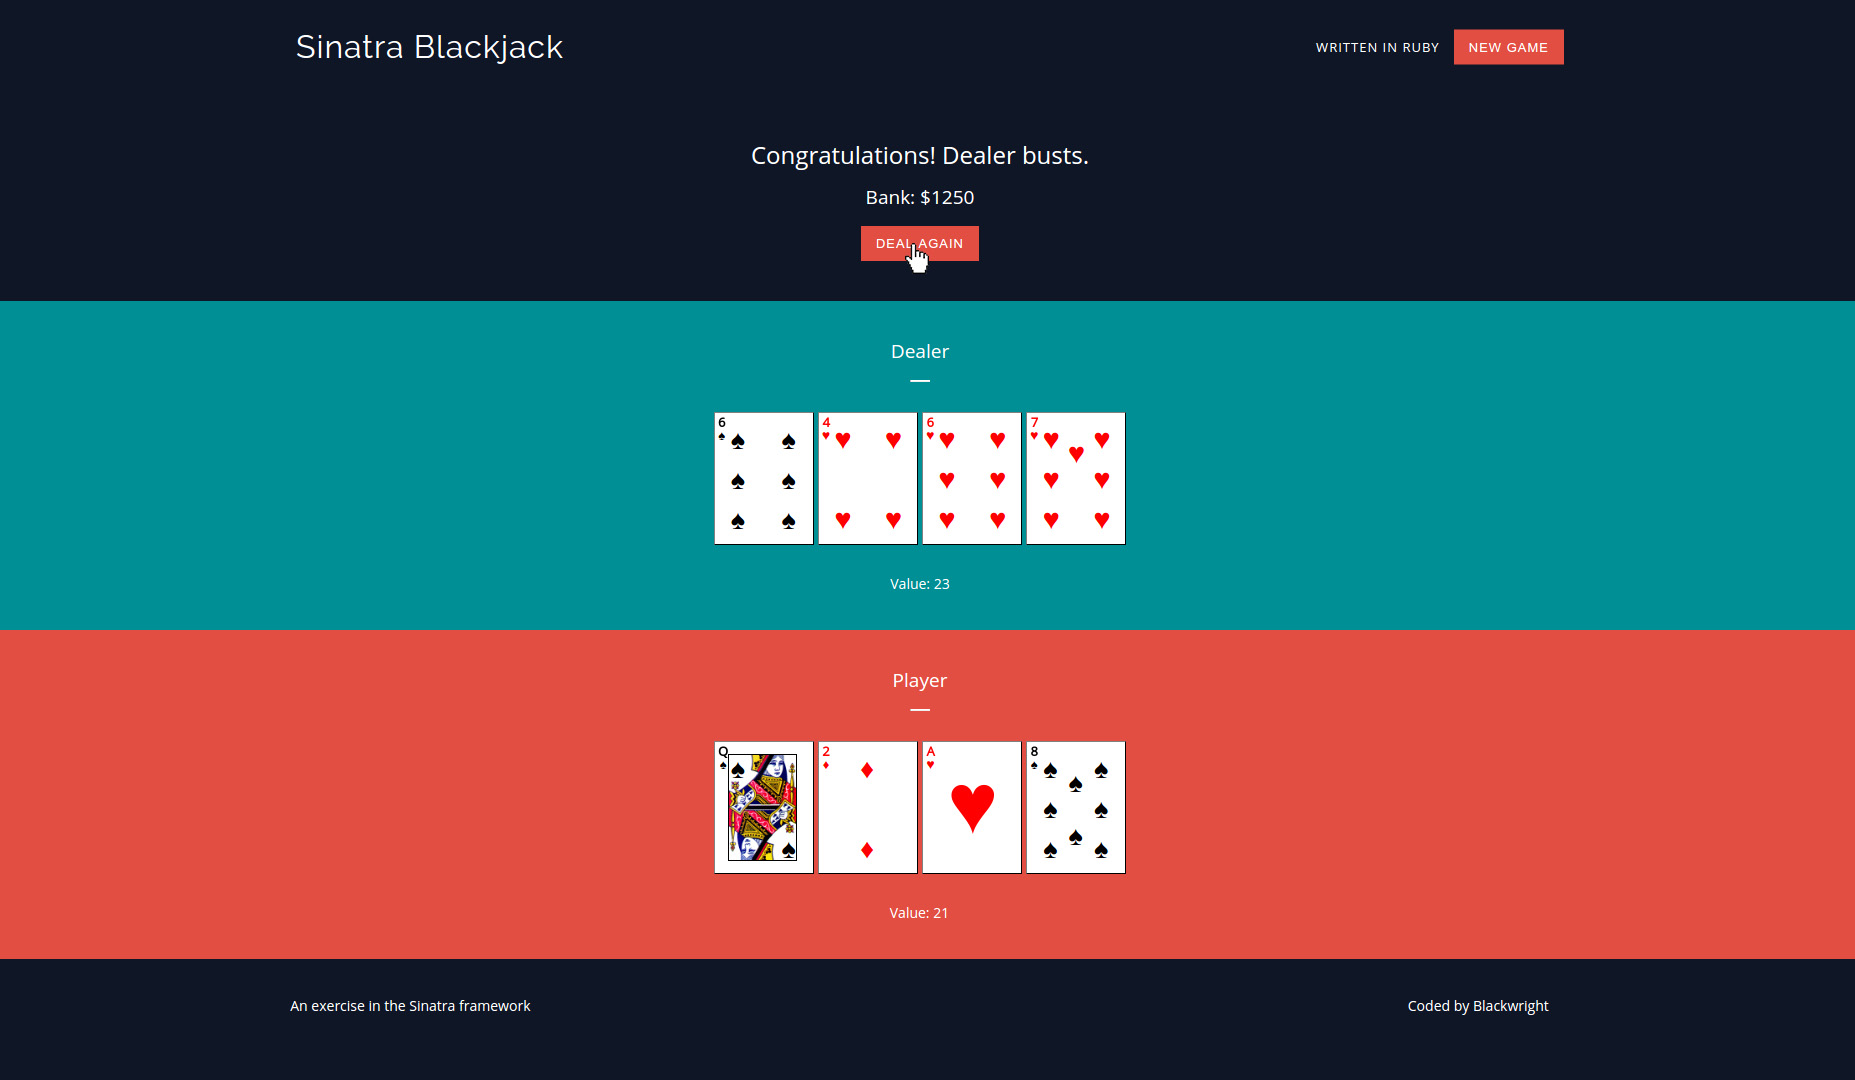 Sinatra Blackjack
WRITTEN IN RUBY
NEW GAME
Congratulations! Dealer busts.
Bank: $1250
DEAL AGAIN
Dealer
6 4 6 7
Value: 23
Player
Q 2 A 8
Value: 21
An exercise in the Sinatra framework
Coded by Blackwright